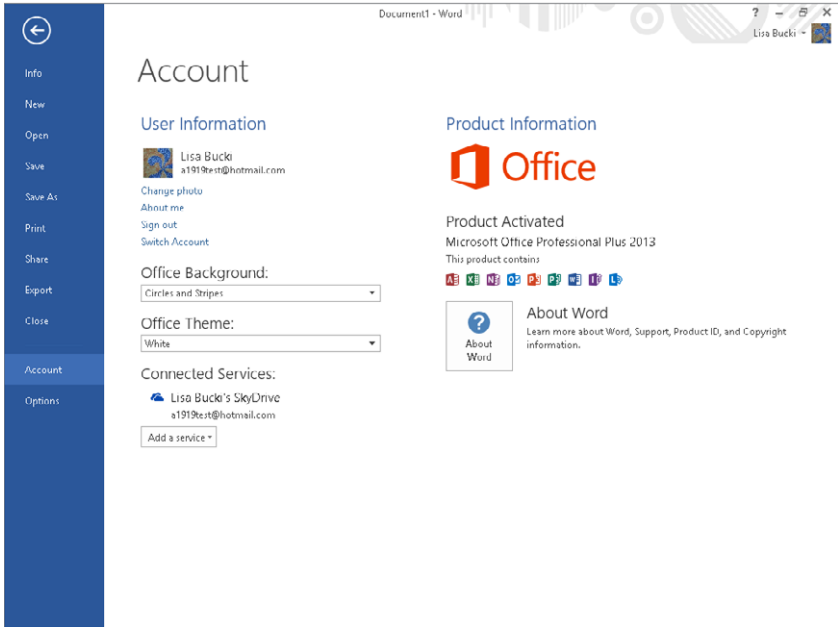 Document1 - Word
?
Lisa Bucki
Info
New
Open
Save
Save As
Print
Share
Export
Close
Account
Options
Account
User Information
Lisa Bucki
a1919test@hotmail.com
Change photo
About me
Sign out
Switch Account
Office Background:
Circles and Stripes
Office Theme:
White
Connected Services:
Lisa Bucki's SkyDrive
a1919test@hotmail.com
Add a service
Product Information
Office
Product Activated
Microsoft Office Professional Plus 2013
This product contains
?
About
Word
About Word
Learn more about Word, Support, Product ID, and Copyright
information.